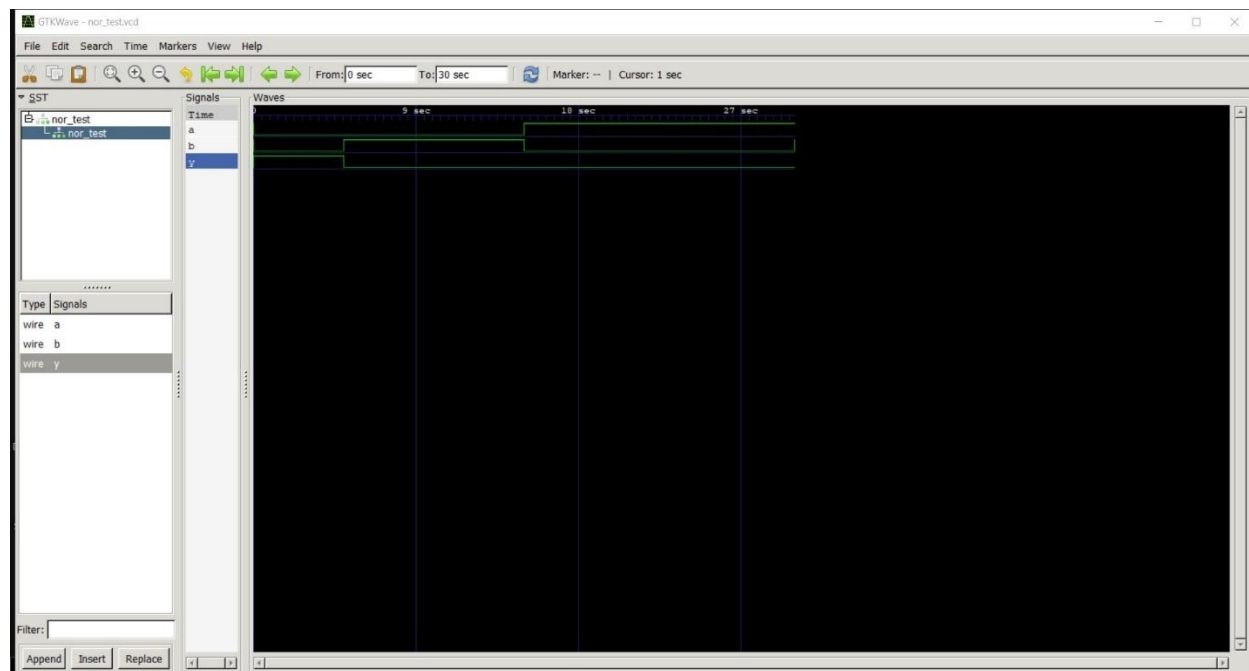 GTKWave - nor_test.vcd
File Edit Search Time Markers View Help
From: 0 sec To: 30 sec Marker: -- | Cursor: 1 sec
SST
nor_test
nor_test
Type Signals
wire a
wire b
wire y
Filter:
Append Insert Replace
Signals
Time
a
b
y
Waves
0 9 sec 18 sec 27 sec